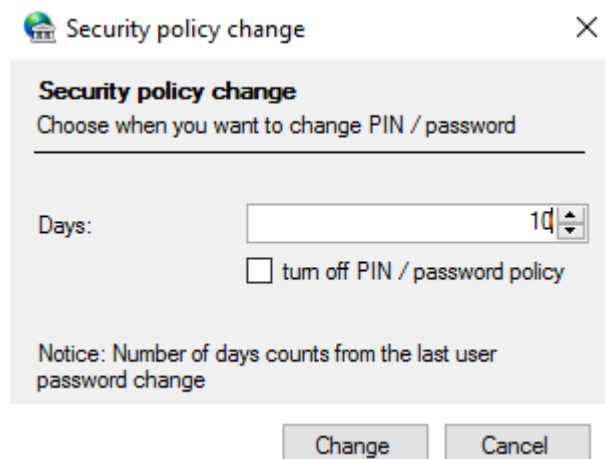 Security policy change
Security policy change
Choose when you want to change PIN / password
Days:
10
turn off PIN / password policy
Notice: Number of days counts from the last user
password change
Change
Cancel